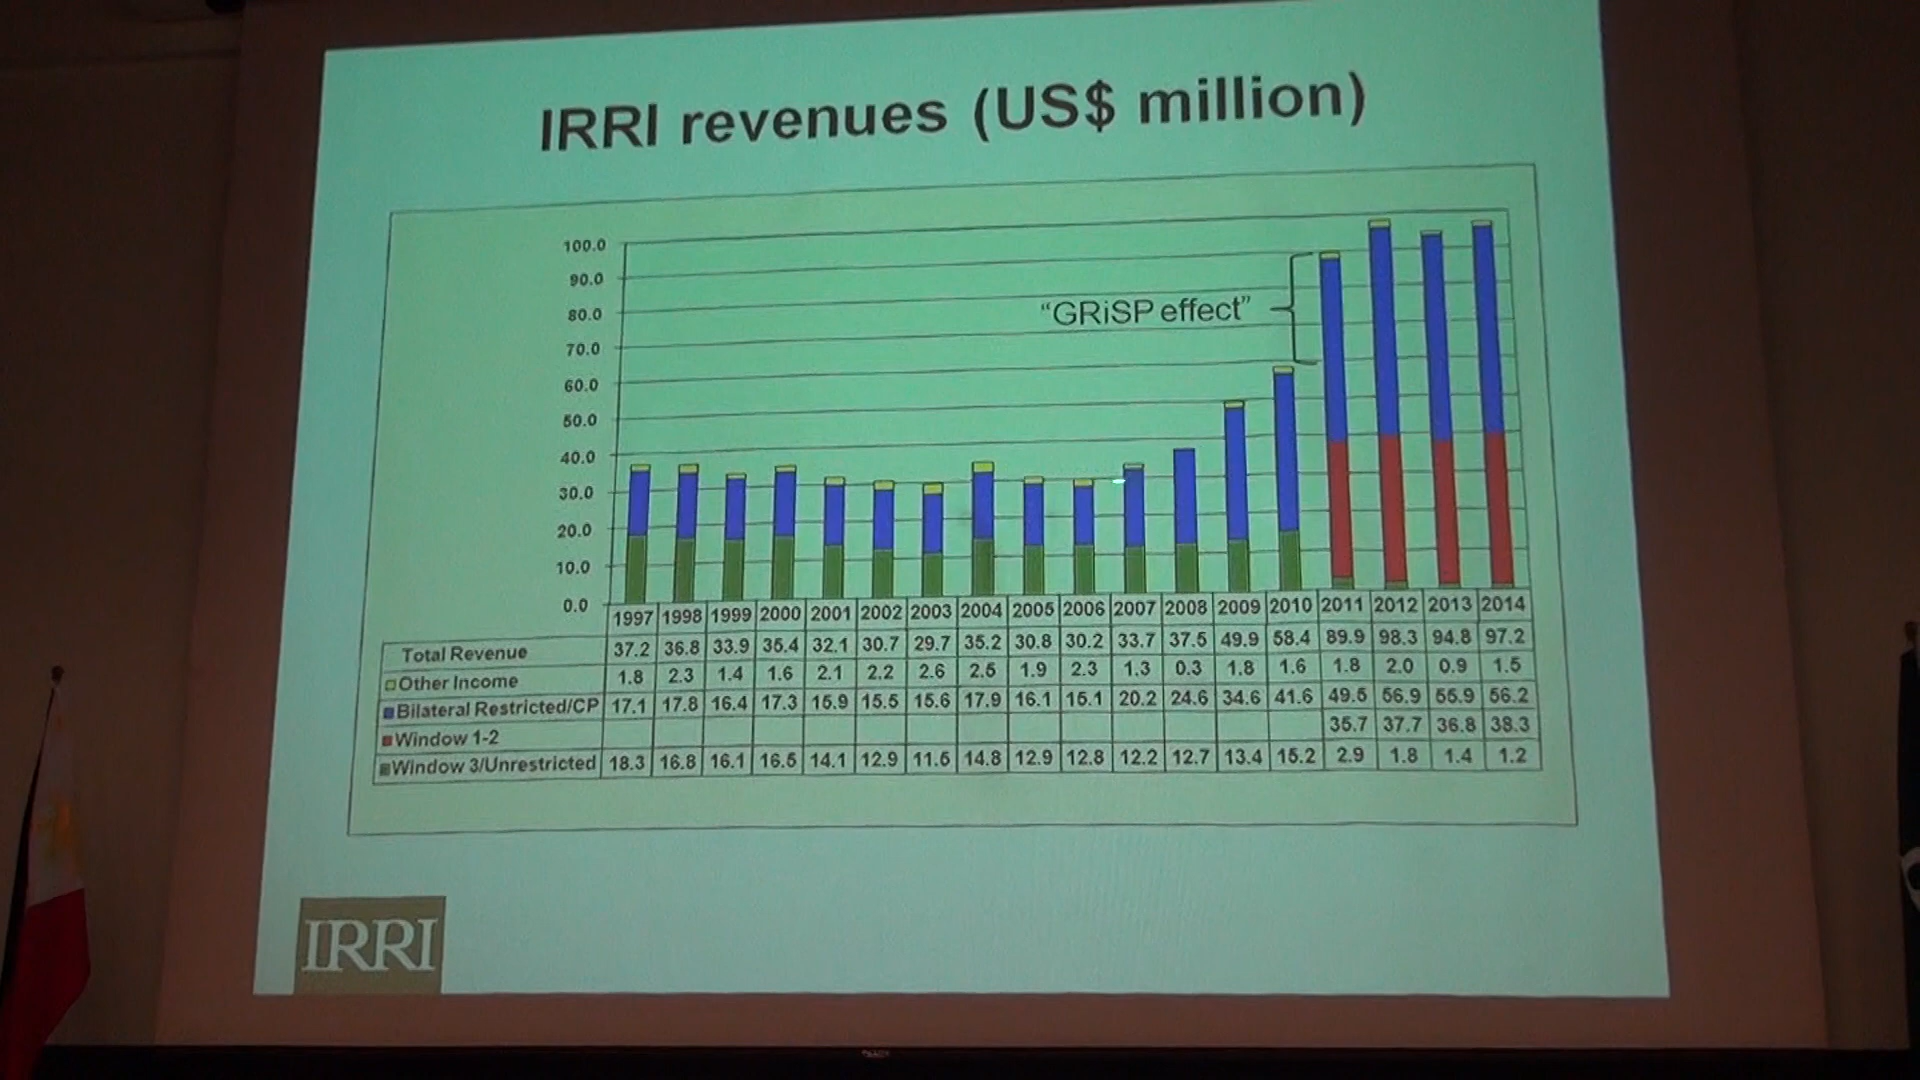 IRRI revenues (US$ million)
100.0
90.0
80.0
70.0
60.0
50.0
40.0
30.0
20.0
10.0
0.0
"GRiSP effect"
1997 1998 1999 2000 2001 2002 2003 2004 2005 2006 2007 2008 2009 2010 2011 2012 2013 2014
Total Revenue 37.2 36.8 33.9 35.4 32.1 30.7 29.7 35.2 30.8 30.2 33.7 37.5 49.9 58.4 89.9 98.3 94.8 97.2
Other Income 1.8 2.3 1.4 1.6 2.1 2.2 2.6 2.5 1.9 2.3 1.3 0.3 1.8 1.6 1.8 2.0 0.9 1.5
Bilateral Restricted/CP 17.1 17.8 16.4 17.3 15.9 15.5 15.6 17.9 16.1 15.1 20.2 24.6 34.6 41.6 49.5 56.9 55.9 56.2
Window 1-2 35.7 37.7 36.8 38.3
Window 3/Unrestricted 18.3 16.8 16.1 16.5 14.1 12.9 11.5 14.8 12.9 12.8 12.2 12.7 13.4 15.2 2.9 1.8 1.4 1.2
IRRI